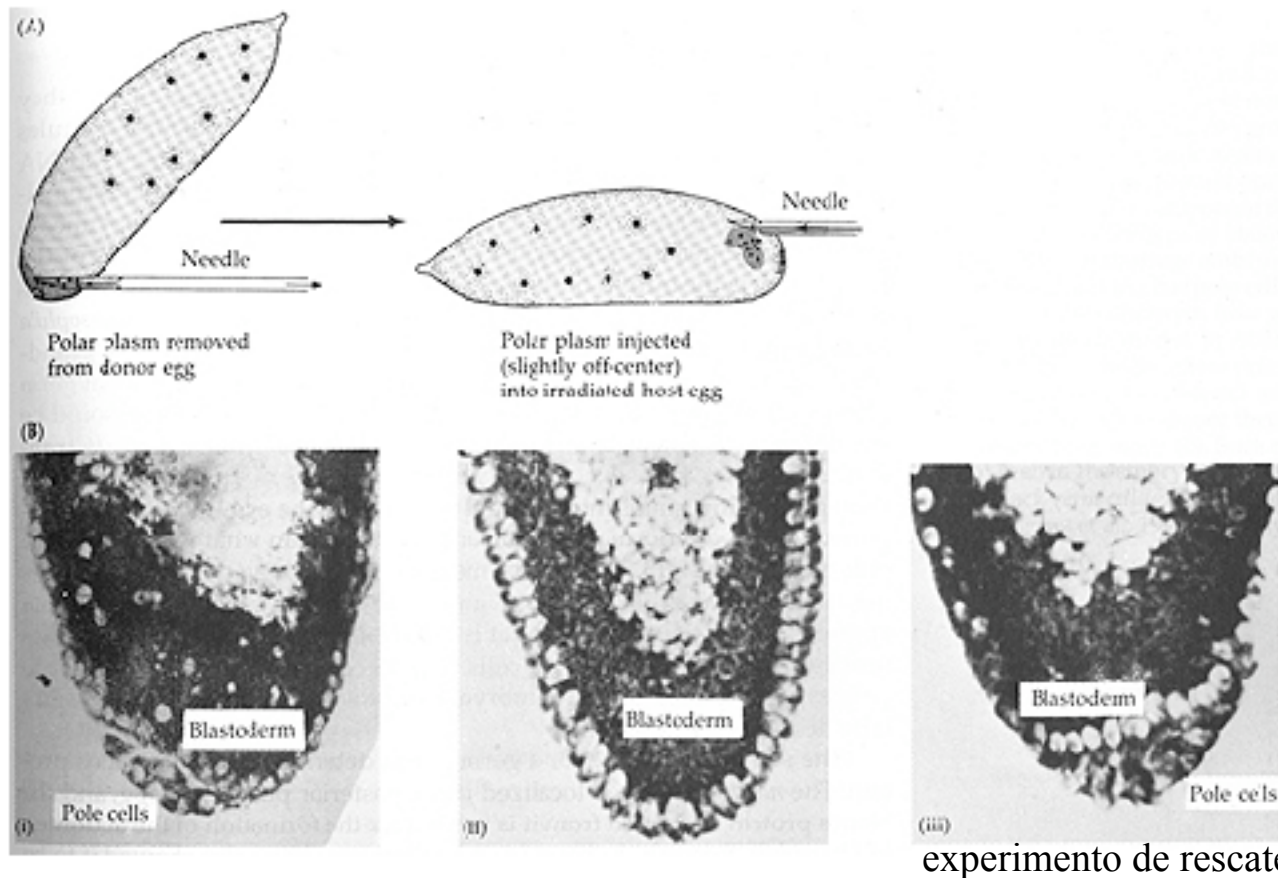 (A)
Needle
Needle
Polar plasm removed
from donor egg
Polar plasm injected
(slightly off-center)
into irradiated host egg
(B)
Blastoderm
Pole cells
(i)
Blastoderm
(ii)
Blastoderm
Pole cells
(iii)
experimento de rescate